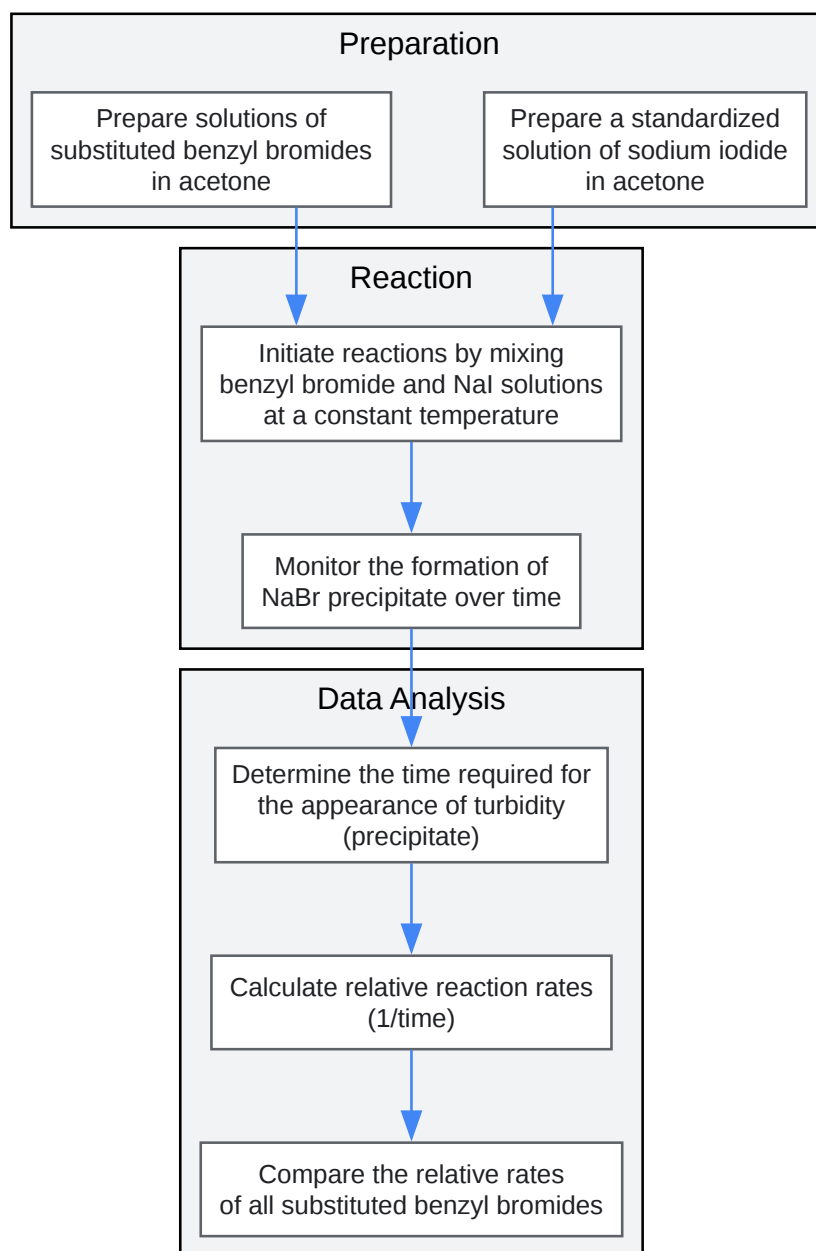 Preparation
Prepare solutions of
substituted benzyl bromides
in acetone
Prepare a standardized
solution of sodium iodide
in acetone
Reaction
Initiate reactions by mixing
benzyl bromide and NaI solutions
at a constant temperature
Monitor the formation of
NaBr precipitate over time
Data Analysis
Determine the time required for
the appearance of turbidity
(precipitate)
Calculate relative reaction rates
(1/time)
Compare the relative rates
of all substituted benzyl bromides